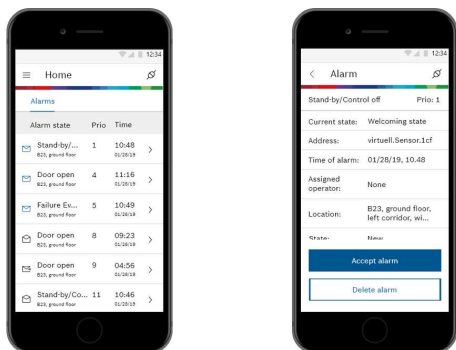 12:34
Home
Alarms
Alarm state Prio Time
Stand-by/... 1 10:48
B23, ground floor 01/28/19
Door open 4 11:16
B23, ground floor 01/28/19
Failure Ev... 5 10:49
B23, ground floor 01/28/19
Door open 8 09:23
B23, ground floor 01/28/19
Door open 9 04:56
B23, ground floor 01/28/19
Stand-by/Co... 11 10:46
B23, ground floor 01/28/19
12:34
Alarm
Stand-by/Control off Prio: 1
Current state: Welcoming state
Address: virtuell.Sensor.1cf
Time of alarm: 01/28/19, 10.48
Assigned
operator: None
Location: B23, ground floor,
left corridor, wi...
State: New
Accept alarm
Delete alarm